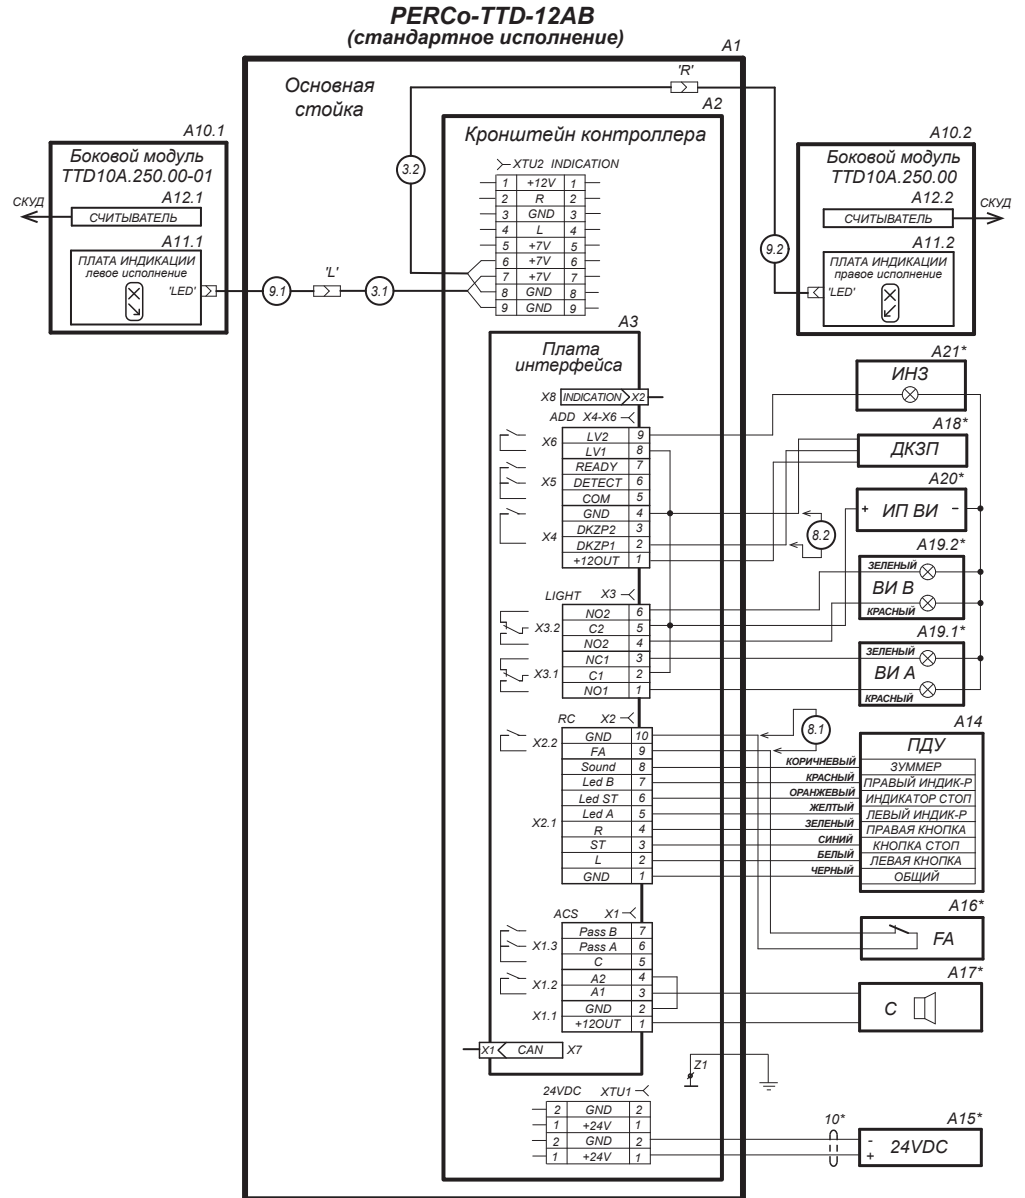 PERCo-TTD-12AB
(стандартное исполнение)
A1
Основная
стойка
'R'
A2
Кронштейн контроллера
3.2
XTU2 INDICATION
1 +12V 1
2 R 2
3 GND 3
4 L 4
5 +7V 5
6 +7V 6
7 +7V 7
8 GND 8
9 GND 9
A10.1
Боковой модуль
TTD10A.250.00-01
A12.1
СКУД
СЧИТЫВАТЕЛЬ
A11.1
ПЛАТА ИНДИКАЦИИ
левое исполнение
'LED'
9.1
'L'
3.1
A10.2
Боковой модуль
TTD10A.250.00
A12.2
СКУД
СЧИТЫВАТЕЛЬ
A11.2
9.2
ПЛАТА ИНДИКАЦИИ
правое исполнение
'LED'
A3
Плата
интерфейса
X8 INDICATION X2
ADD X4-X6
X6
LV2 9
LV1 8
X5
READY 7
DETECT 6
COM 5
X4
GND 4
DKZP2 3
DKZP1 2
+12OUT 1
8.2
LIGHT X3
X3.2
NO2 6
C2 5
NO2 4
X3.1
NC1 3
C1 2
NO1 1
RC X2
X2.2
GND 10
FA 9
X2.1
Sound 8
Led B 7
Led ST 6
Led A 5
R 4
ST 3
L 2
GND 1
8.1
ACS X1
X1.3
Pass B 7
Pass A 6
C 5
X1.2
A2 4
A1 3
X1.1
GND 2
+12OUT 1
X1 CAN X7
Z1
24VDC XTU1
2 GND 2
1 +24V 1
2 GND 2
1 +24V 1
A21*
ИНЗ
A18*
ДКЗП
A20*
+ ИП ВИ -
A19.2*
ЗЕЛЕНЫЙ
ВИ В
КРАСНЫЙ
A19.1*
ЗЕЛЕНЫЙ
ВИ А
КРАСНЫЙ
A14
ПДУ
КОРИЧНЕВЫЙ ЗУММЕР
КРАСНЫЙ ПРАВЫЙ ИНДИК-Р
ОРАНЖЕВЫЙ ИНДИКАТОР СТОП
ЖЕЛТЫЙ ЛЕВЫЙ ИНДИК-Р
ЗЕЛЕНЫЙ ПРАВАЯ КНОПКА
СИНИЙ КНОПКА СТОП
БЕЛЫЙ ЛЕВАЯ КНОПКА
ЧЕРНЫЙ ОБЩИЙ
A16*
FA
A17*
C
10*
A15*
- 24VDC
+